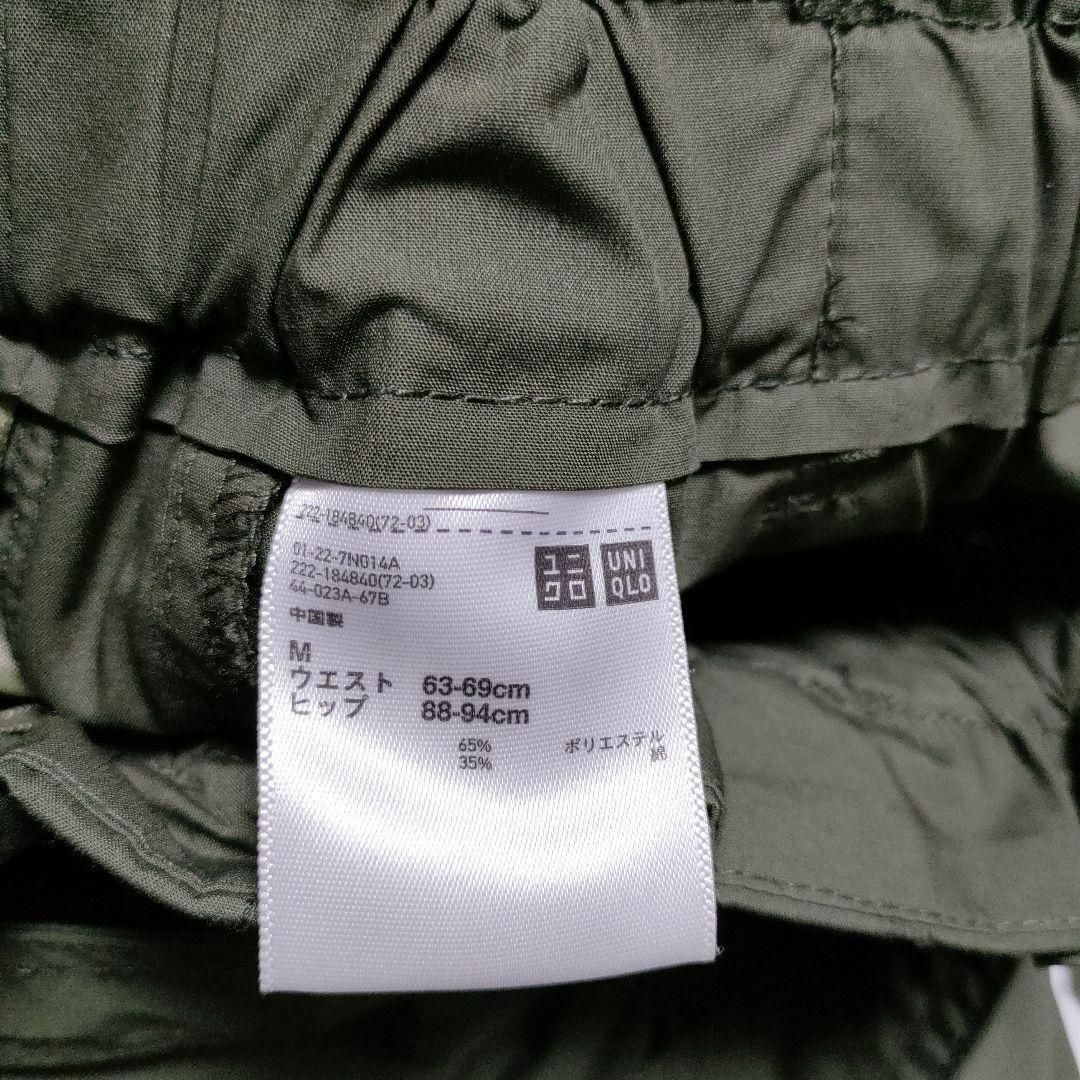 222-184840(72-03)
01-22-7N014A
222-184840(72-03)
44-023A-67B
中国製
ユニ
クロ
UNI
QLO
M
ウエスト 63-69cm
ヒップ 88-94cm
65% ポリエステル
35% 綿